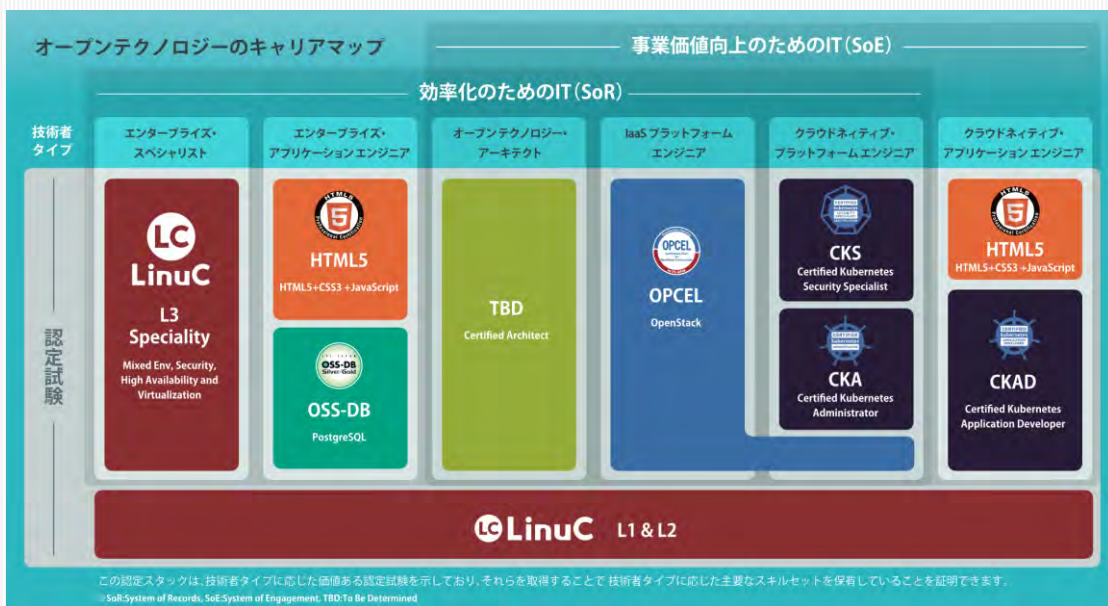 オープンテクノロジーのキャリアマップ
事業価値向上のためのIT(SoE)
効率化のためのIT(SoR)
技術者
タイプ
エンタープライズ・
スペシャリスト
エンタープライズ・
アプリケーション エンジニア
オープンテクノロジー・
アーキテクト
IaaS プラットフォーム
エンジニア
クラウドネイティブ・
プラットフォーム エンジニア
クラウドネイティブ・
アプリケーション エンジニア
認定試験
LC
LinuC
L3
Speciality
Mixed Env, Security,
High Availability and
Virtualization
HTML5
5
HTML5
HTML5+CSS3 +JavaScript
OSS-DB
Silver Gold
OSS-DB
PostgreSQL
TBD
Certified Architect
OPCEL
OPCEL
OpenStack
CKS
Certified Kubernetes
Security Specialist
CKA
Certified Kubernetes
Administrator
HTML5
5
HTML5
HTML5+CSS3 +JavaScript
CKAD
Certified Kubernetes
Application Developer
LC LinuC L1 & L2
この認定スタックは、技術者タイプに応じた価値ある認定試験を示しており、それらを取得することで 技術者タイプに応じた主要なスキルセットを保有していることを証明できます。
SoR:System of Records, SoE:System of Engagement, TBD:To Be Determined